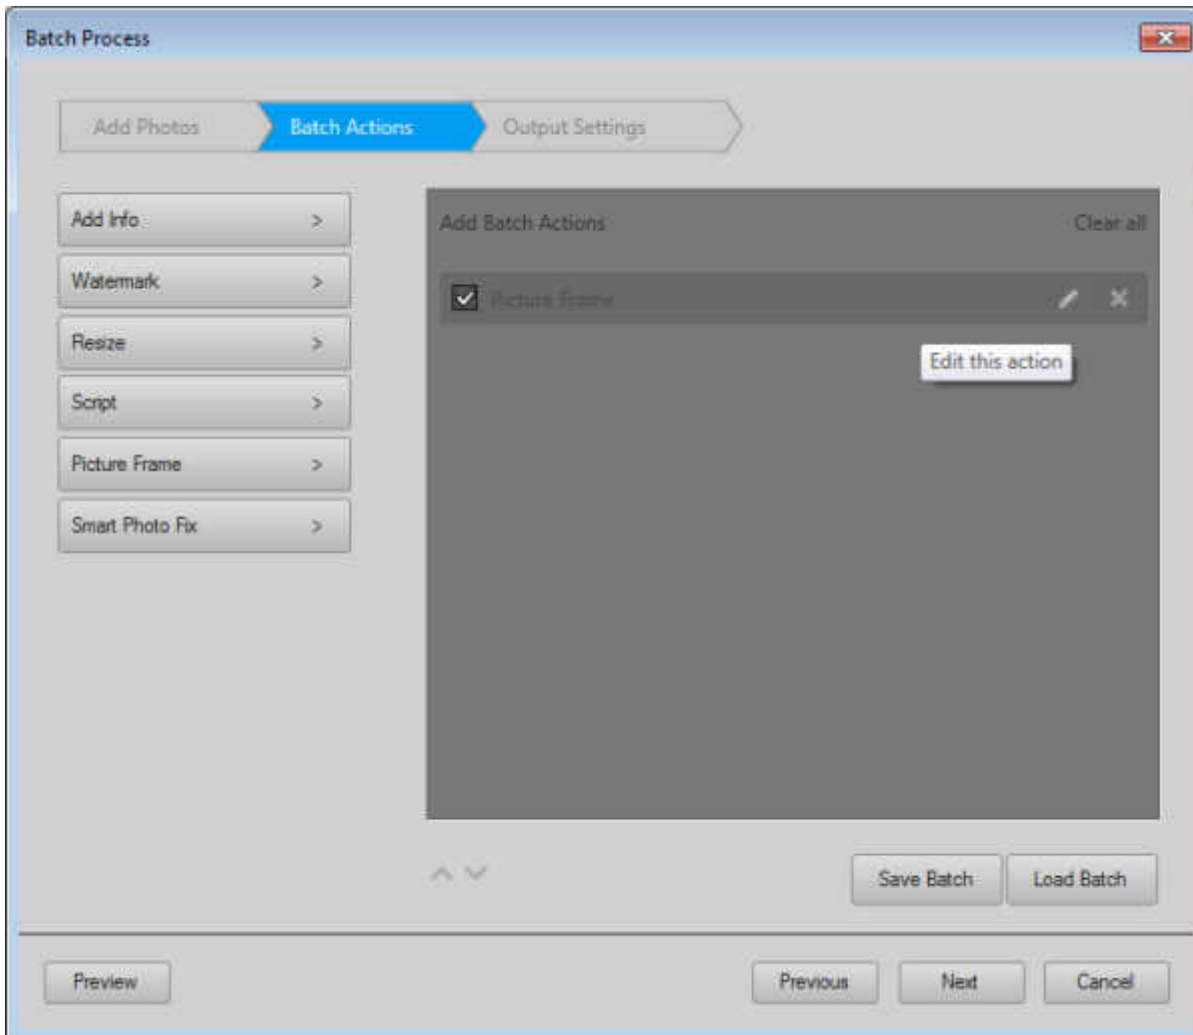 Batch Process
Add Photos
Batch Actions
Output Settings
Add Info >
Watermark >
Resize >
Script >
Picture Frame >
Smart Photo Fix >
Add Batch Actions
Clear all
Picture Frame
Edit this action
Save Batch
Load Batch
Preview
Previous
Next
Cancel